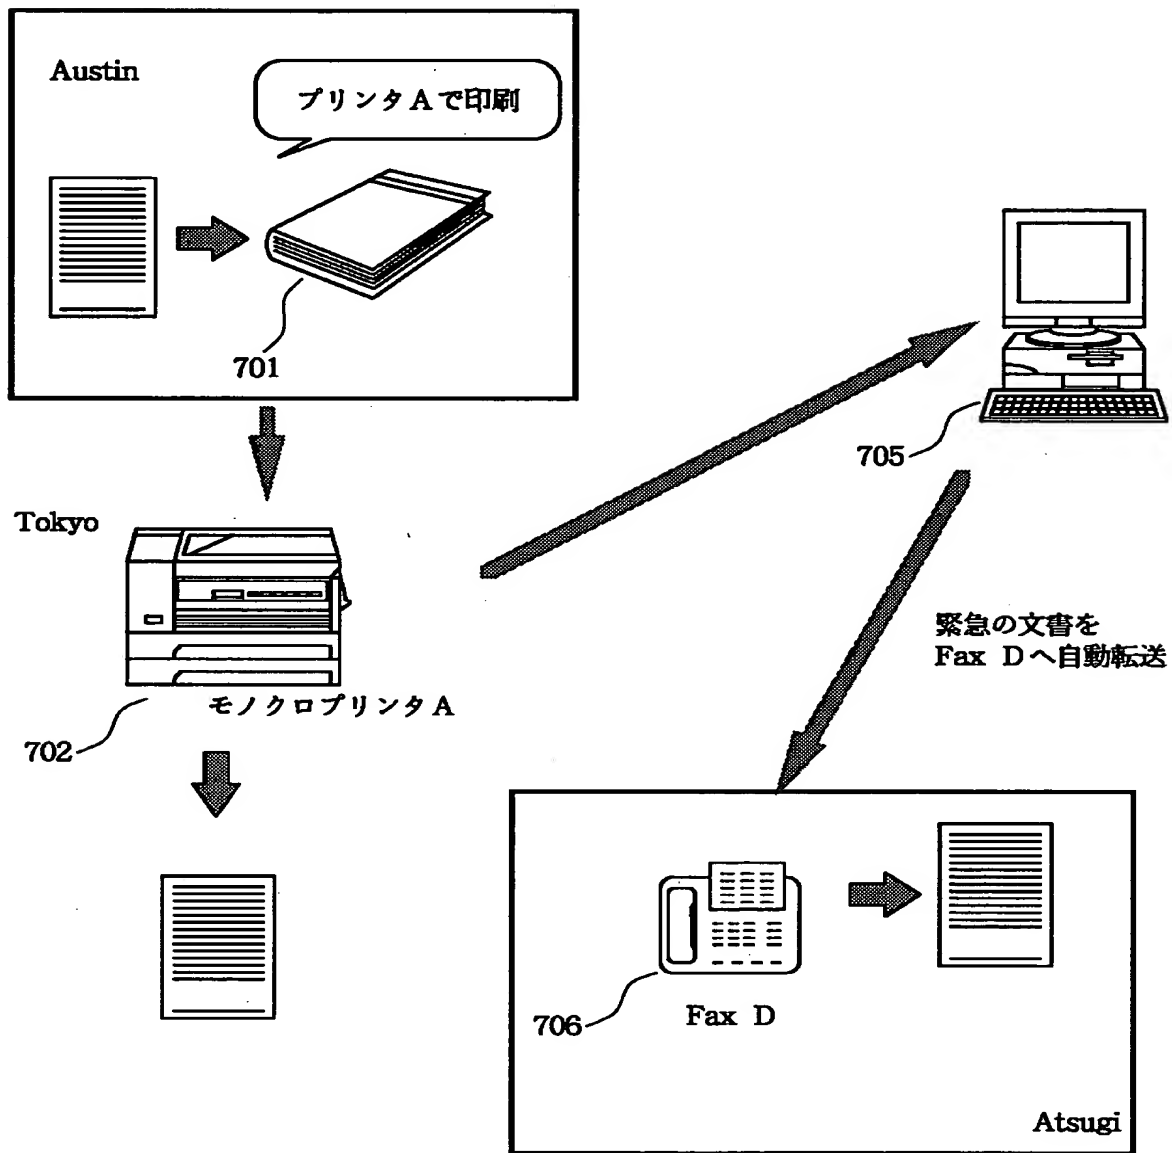 Austin
プリンタAで印刷
701
705
Tokyo
モノクロプリンタA
702
緊急の文書を
Fax Dへ自動転送
706
Fax D
Atsugi